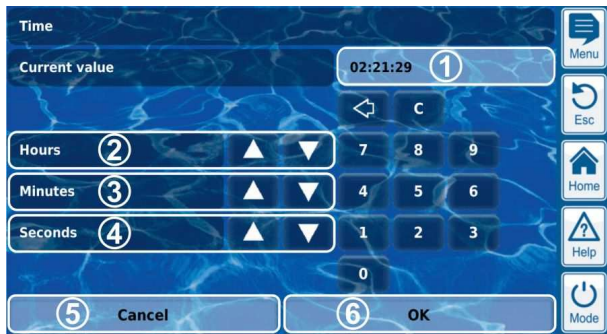 Time
Menu
Current value 02:21:29 1
C
Esc
Hours 2 7 8 9
Minutes 3 4 5 6
Home
Seconds 4 1 2 3
Help
0
5 Cancel 6 OK
Mode